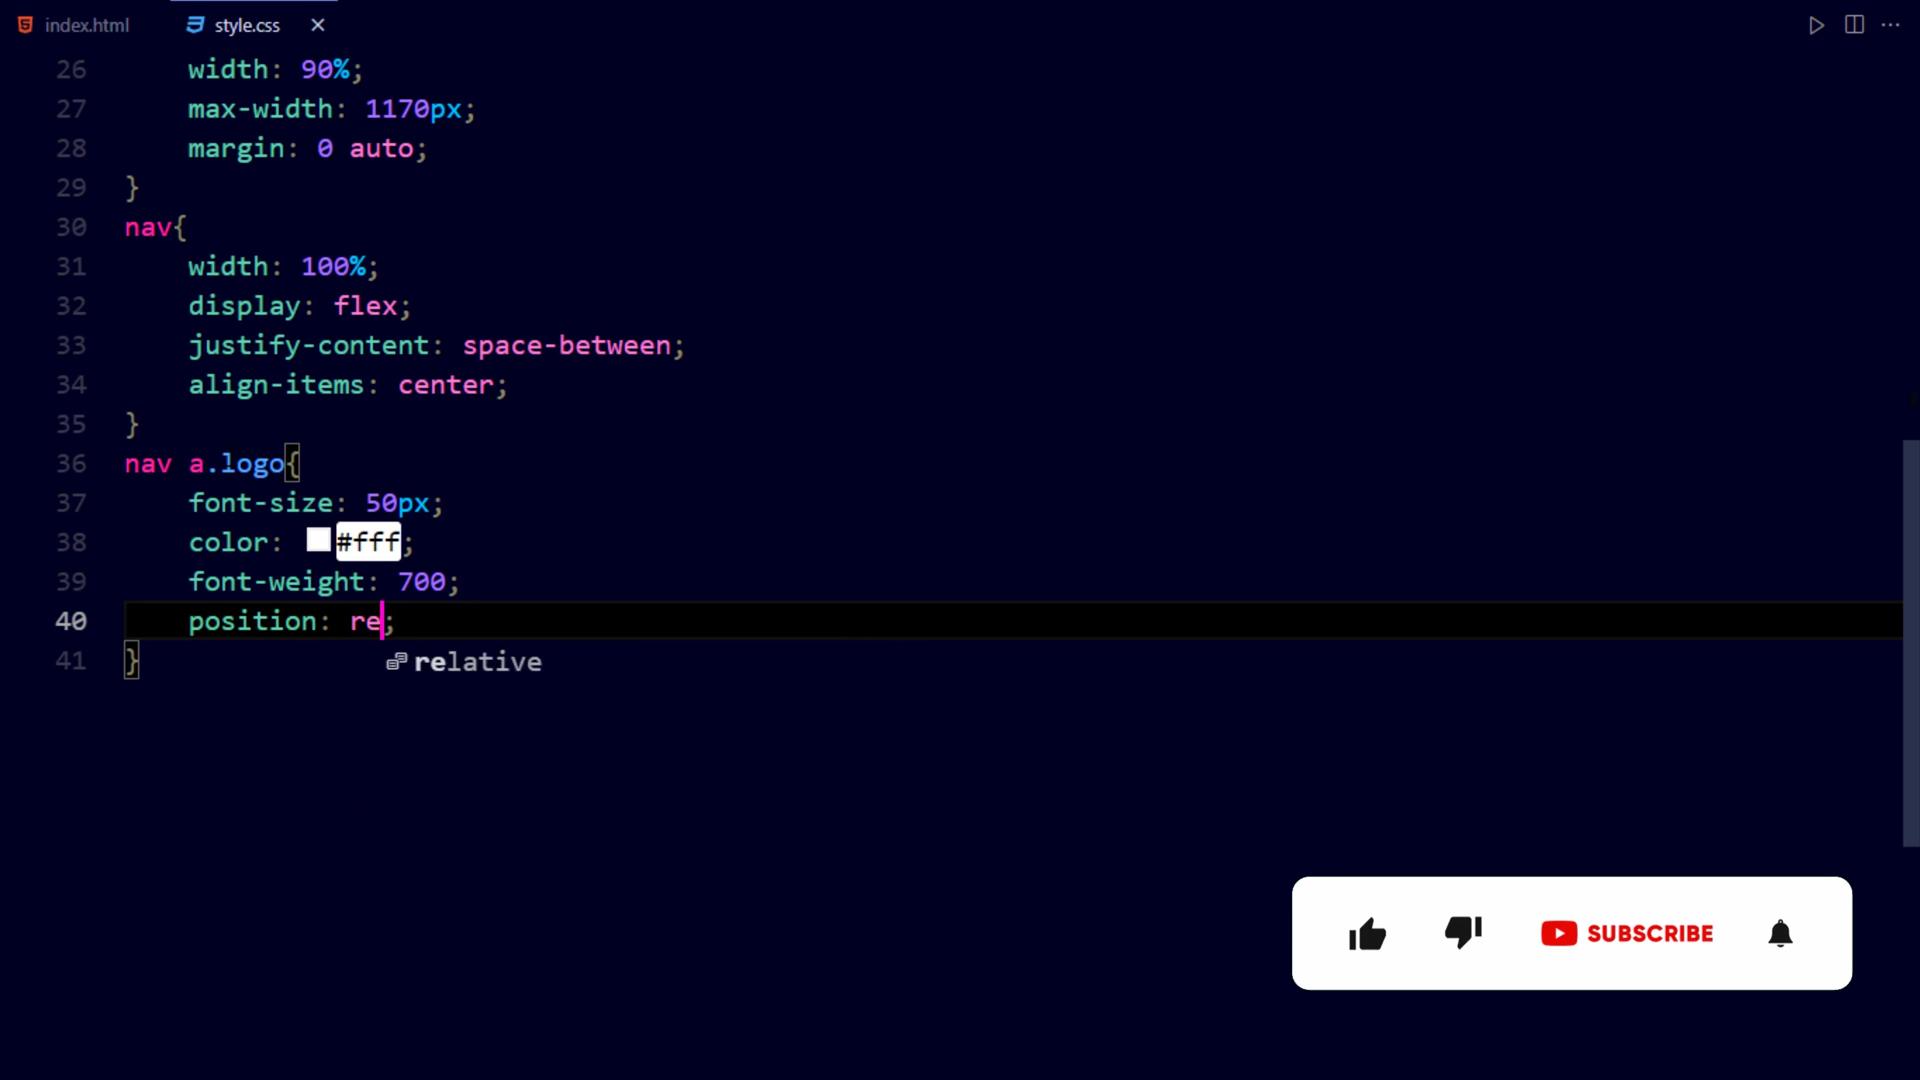 index.html style.css
26 width: 90%;
27 max-width: 1170px;
28 margin: 0 auto;
29 }
30 nav{
31 width: 100%;
32 display: flex;
33 justify-content: space-between;
34 align-items: center;
35 }
36 nav a.logo{
37 font-size: 50px;
38 color: #fff;
39 font-weight: 700;
40 position: re;
41 } relative
SUBSCRIBE